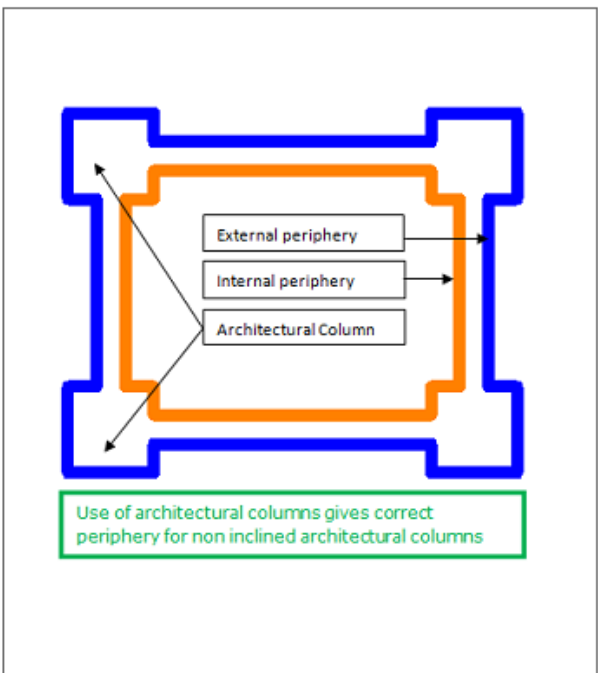 External periphery
Internal periphery
Architectural Column
Use of architectural columns gives correct
periphery for non inclined architectural columns